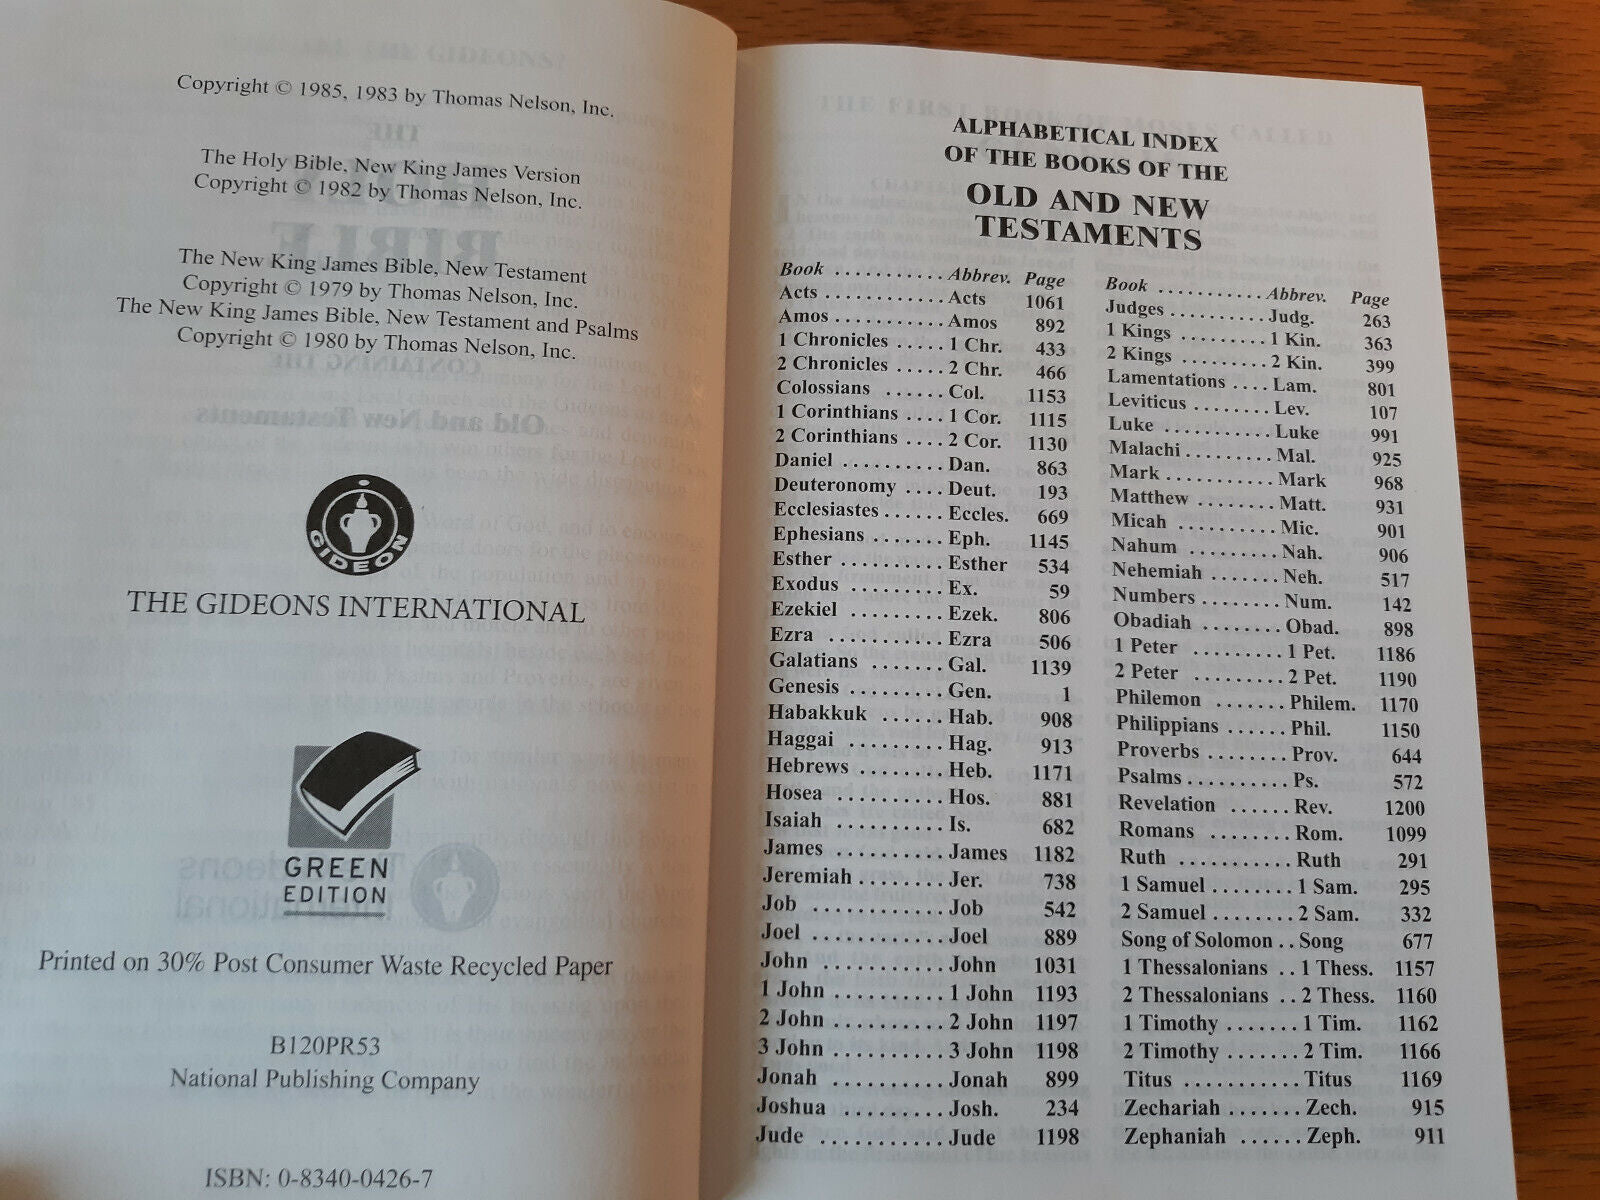 Copyright © 1985, 1983 by Thomas Nelson, Inc.
The Holy Bible, New King James Version
Copyright © 1982 by Thomas Nelson, Inc.
The New King James Bible, New Testament
Copyright © 1979 by Thomas Nelson, Inc.
The New King James Bible, New Testament and Psalms
Copyright © 1980 by Thomas Nelson, Inc.
GIDEON
THE GIDEONS INTERNATIONAL
GREEN
EDITION
Printed on 30% Post Consumer Waste Recycled Paper
B120PR53
National Publishing Company
ISBN: 0-8340-0426-7
ALPHABETICAL INDEX
OF THE BOOKS OF THE
OLD AND NEW
TESTAMENTS
Book ........... Abbrev. Page
Acts ............ Acts 1061
Amos ........... Amos 892
1 Chronicles ..... 1 Chr. 433
2 Chronicles ..... 2 Chr. 466
Colossians ...... Col. 1153
1 Corinthians .... 1 Cor. 1115
2 Corinthians .... 2 Cor. 1130
Daniel .......... Dan. 863
Deuteronomy .... Deut. 193
Ecclesiastes ...... Eccles. 669
Ephesians ....... Eph. 1145
Esther .......... Esther 534
Exodus ......... Ex. 59
Ezekiel ......... Ezek. 806
Ezra ........... Ezra 506
Galatians ....... Gal. 1139
Genesis ......... Gen. 1
Habakkuk ...... Hab. 908
Haggai ......... Hag. 913
Hebrews ........ Heb. 1171
Hosea .......... Hos. 881
Isaiah .......... Is. 682
James .......... James 1182
Jeremiah ........ Jer. 738
Job ............ Job 542
Joel ............ Joel 889
John ........... John 1031
1 John .......... 1 John 1193
2 John .......... 2 John 1197
3 John .......... 3 John 1198
Jonah .......... Jonah 899
Joshua ......... Josh. 234
Jude ........... Jude 1198
Book ........... Abbrev. Page
Judges .......... Judg. 263
1 Kings ......... 1 Kin. 363
2 Kings ......... 2 Kin. 399
Lamentations .... Lam. 801
Leviticus ........ Lev. 107
Luke ........... Luke 991
Malachi ......... Mal. 925
Mark ........... Mark 968
Matthew ........ Matt. 931
Micah .......... Mic. 901
Nahum ......... Nah. 906
Nehemiah ....... Neh. 517
Numbers ........ Num. 142
Obadiah ........ Obad. 898
1 Peter ......... 1 Pet. 1186
2 Peter ......... 2 Pet. 1190
Philemon ....... Philem. 1170
Philippians ...... Phil. 1150
Proverbs ........ Prov. 644
Psalms .......... Ps. 572
Revelation ...... Rev. 1200
Romans ........ Rom. 1099
Ruth ........... Ruth 291
1 Samuel ........ 1 Sam. 295
2 Samuel ........ 2 Sam. 332
Song of Solomon .. Song 677
1 Thessalonians .. 1 Thess. 1157
2 Thessalonians .. 2 Thess. 1160
1 Timothy ....... 1 Tim. 1162
2 Timothy ....... 2 Tim. 1166
Titus ........... Titus 1169
Zechariah ....... Zech. 915
Zephaniah ...... Zeph. 911